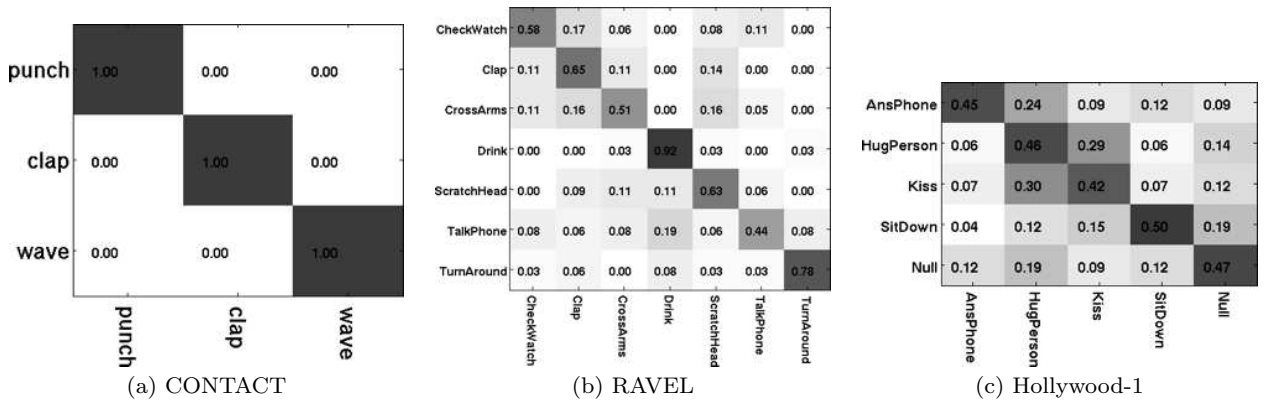 punch 1.00 0.00 0.00
clap 0.00 1.00 0.00
wave 0.00 0.00 1.00
punch clap wave
(a) CONTACT
CheckWatch 0.58 0.17 0.06 0.00 0.08 0.11 0.00
Clap 0.11 0.65 0.11 0.00 0.14 0.00 0.00
CrossArms 0.11 0.16 0.51 0.00 0.16 0.05 0.00
Drink 0.00 0.00 0.03 0.92 0.03 0.00 0.03
ScratchHead 0.00 0.09 0.11 0.11 0.63 0.06 0.00
TalkPhone 0.08 0.06 0.08 0.19 0.06 0.44 0.08
TurnAround 0.03 0.06 0.00 0.08 0.03 0.03 0.78
CheckWatch Clap CrossArms Drink ScratchHead TalkPhone TurnAround
(b) RAVEL
AnsPhone 0.45 0.24 0.09 0.12 0.09
HugPerson 0.06 0.46 0.29 0.06 0.14
Kiss 0.07 0.30 0.42 0.07 0.12
SitDown 0.04 0.12 0.15 0.50 0.19
Null 0.12 0.19 0.09 0.12 0.47
AnsPhone HugPerson Kiss SitDown Null
(c) Hollywood-1